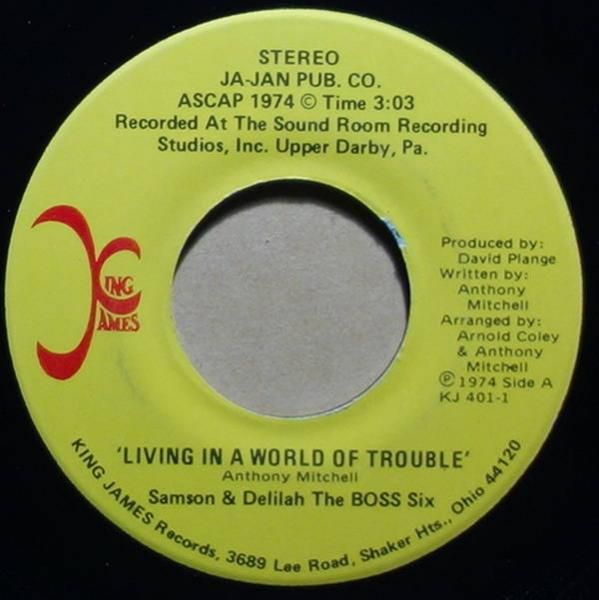 STEREO
JA-JAN PUB. CO.
ASCAP 1974 © Time 3:03
Recorded At The Sound Room Recording
Studios, Inc. Upper Darby, Pa.
KING
JAMES
Produced by:
David Plange
Written by:
Anthony
Mitchell
Arranged by:
Arnold Coley
& Anthony
Mitchell
℗ 1974 Side A
KJ 401-1
'LIVING IN A WORLD OF TROUBLE'
Anthony Mitchell
Samson & Delilah The BOSS Six
KING JAMES Records, 3689 Lee Road, Shaker Hts., Ohio 44120